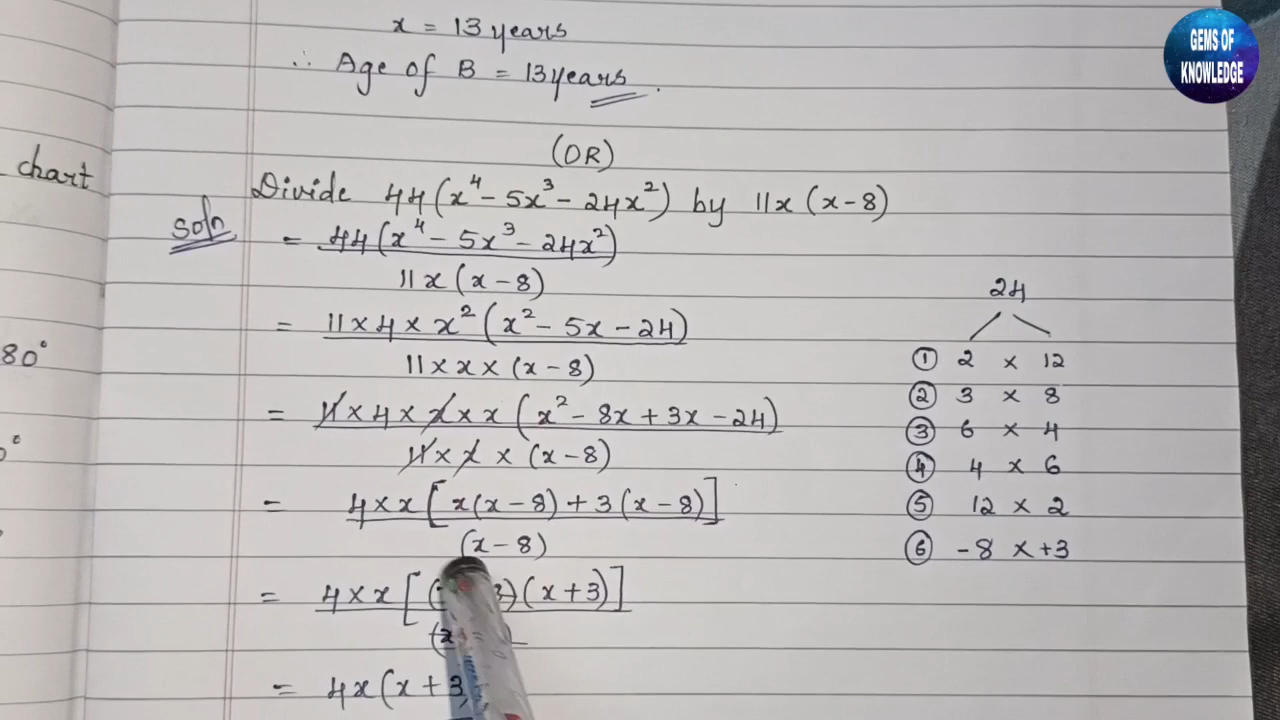 x = 13 years
∴ Age of B = 13 years.
GEMS OF
KNOWLEDGE
(OR)
chart
Divide 44(x⁴ - 5x³ - 24x²) by 11x(x-8)
Soln
= 44(x⁴ - 5x³ - 24x²)
11x(x-8)
= 11 × 4 × x²(x² - 5x - 24)
11 × x × (x-8)
= 11 × 4 × x × x(x² - 8x + 3x - 24)
11 × x × (x-8)
= 4 × x[x(x-8) + 3(x-8)]
(x-8)
= 4 × x[( (x+3)]
= 4x(x+3
80°
24
① 2 × 12
② 3 × 8
③ 6 × 4
④ 4 × 6
⑤ 12 × 2
⑥ -8 × +3